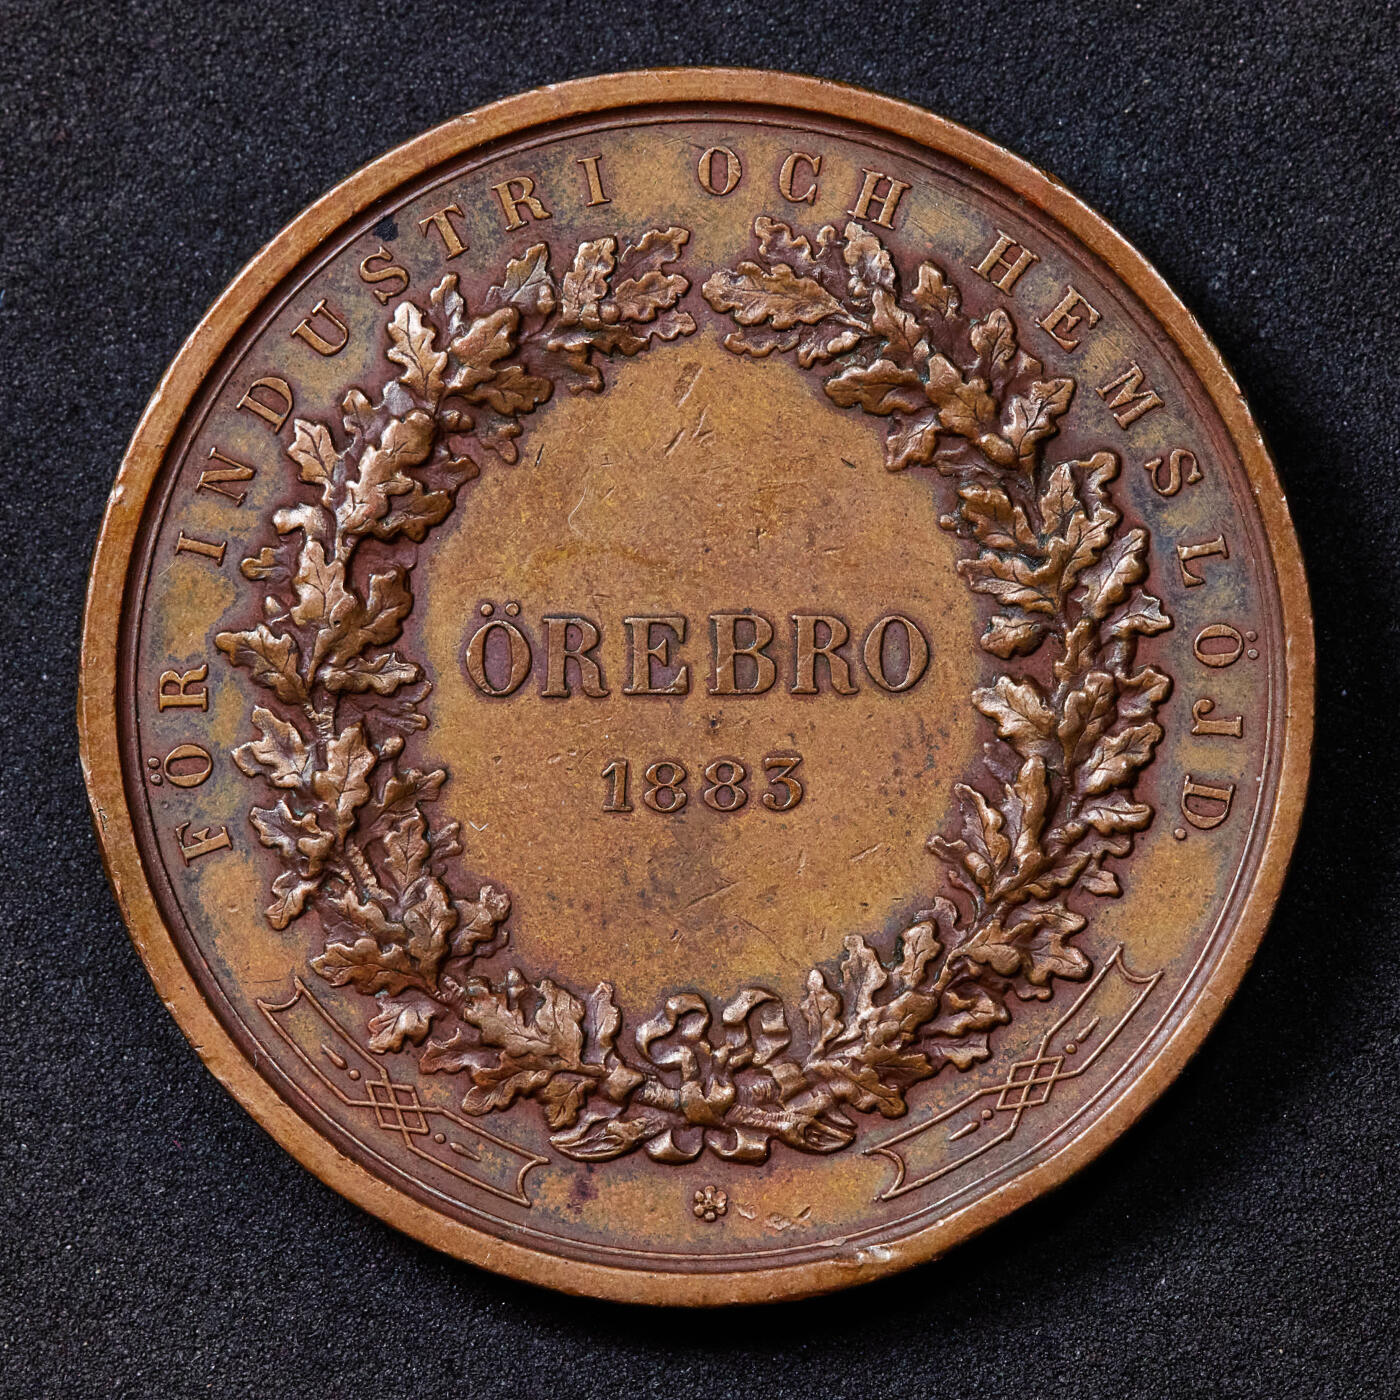 FÖR INDUSTRI OCH HEMSLÖJD.
ÖREBRO
1883